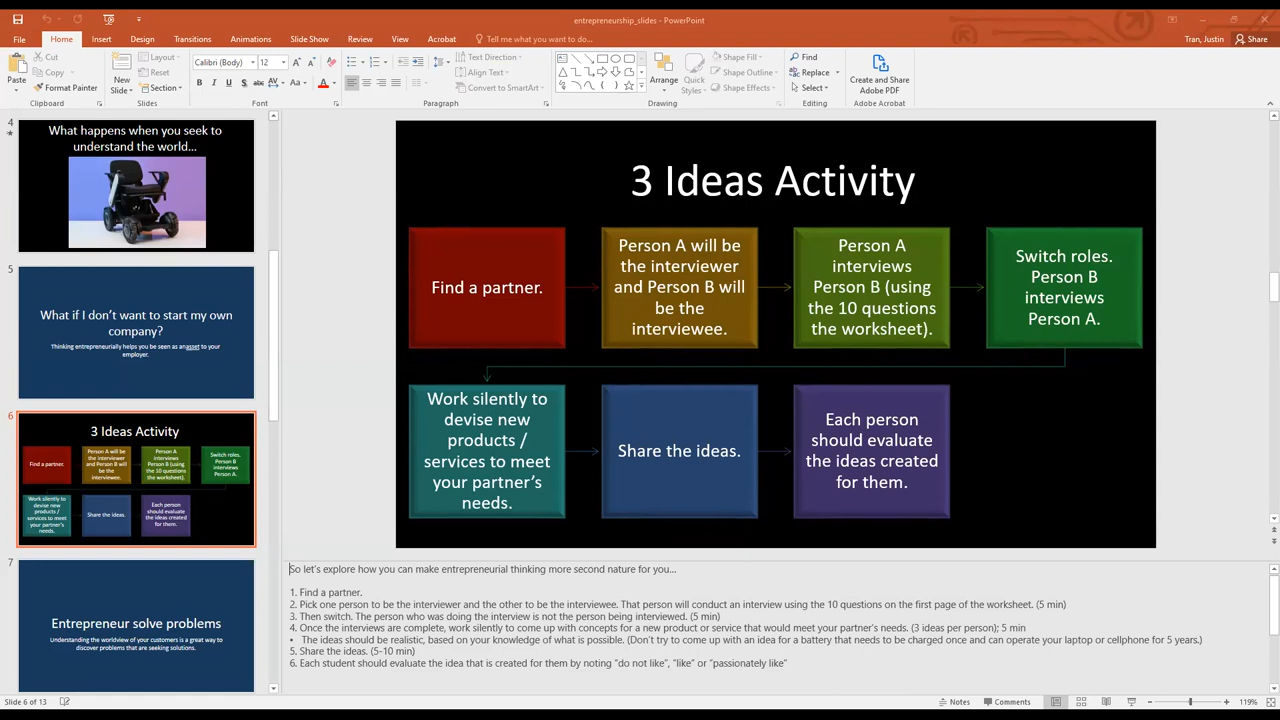 entrepreneurship_slides - PowerPoint
File Home Insert Design Transitions Animations Slide Show Review View Acrobat Tell me what you want to do... Tran, Justin Share
Paste
Cut
Copy
Format Painter
Clipboard
New
Slide
Layout
Reset
Section
Slides
Calibri (Body) 12
B I U S abc AV Aa A
Font
Text Direction
Align Text
Convert to SmartArt
Paragraph
Arrange
Quick
Styles
Shape Fill
Shape Outline
Shape Effects
Drawing
Find
Replace
Select
Editing
Create and Share
Adobe PDF
Adobe Acrobat
4
What happens when you seek to
understand the world...
5
What if I don't want to start my own
company?
Thinking entrepreneurially helps you be seen as an asset to your
employer.
6
3 Ideas Activity
Find a partner.
Person A will be
the interviewer
and Person B will
be the
interviewee.
Person A
interviews
Person B (using
the 10 questions
the worksheet).
Switch roles.
Person B
interviews
Person A.
Work silently to
devise new
products /
services to meet
your partner's
needs.
Share the ideas.
Each person
should evaluate
the ideas created
for them.
7
Entrepreneur solve problems
Understanding the worldview of your customers is a great way to
discover problems that are seeking solutions.
3 Ideas Activity
Find a partner.
Person A will be
the interviewer
and Person B will
be the
interviewee.
Person A
interviews
Person B (using
the 10 questions
the worksheet).
Switch roles.
Person B
interviews
Person A.
Work silently to
devise new
products /
services to meet
your partner's
needs.
Share the ideas.
Each person
should evaluate
the ideas created
for them.
So let's explore how you can make entrepreneurial thinking more second nature for you...
1. Find a partner.
2. Pick one person to be the interviewer and the other to be the interviewee. That person will conduct an interview using the 10 questions on the first page of the worksheet. (5 min)
3. Then switch. The person who was doing the interview is not the person being interviewed. (5 min)
4. Once the interviews are complete, work silently to come up with concepts for a new product or service that would meet your partner's needs. (3 ideas per person); 5 min
• The ideas should be realistic, based on your knowledge of what is possible. (Don't try to come up with an idea for a battery that needs to be charged once and can operate your laptop or cellphone for 5 years.)
5. Share the ideas. (5-10 min)
6. Each student should evaluate the idea that is created for them by noting "do not like", "like" or "passionately like"
Slide 6 of 13 Notes Comments 119%